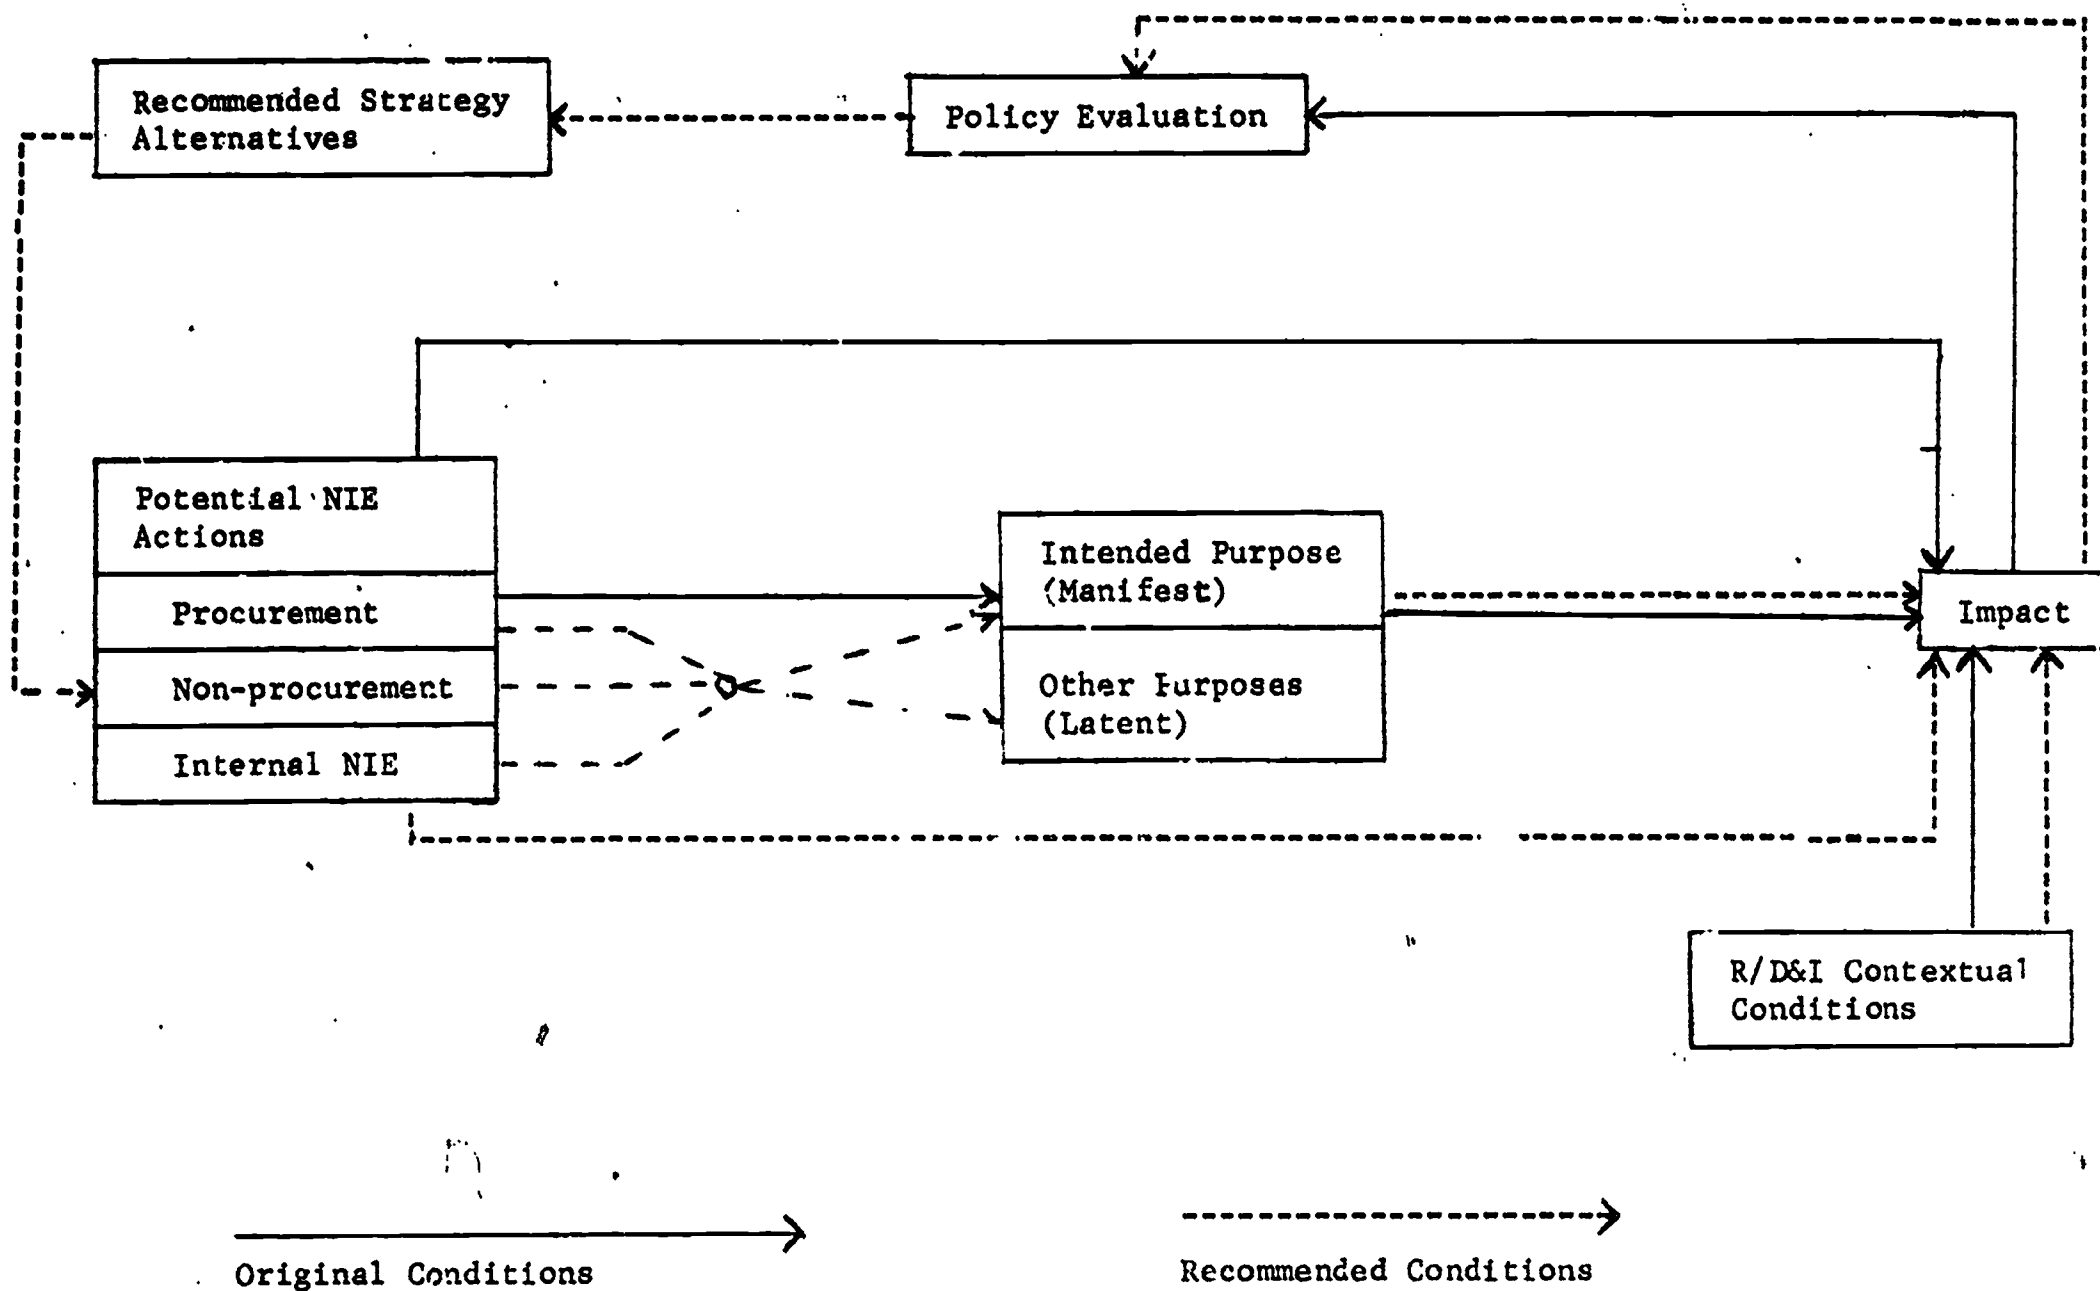 Recommended Strategy
Alternatives
Policy Evaluation
Potential NIE
Actions
Procurement
Non-procurement
Internal NIE
Intended Purpose
(Manifest)
Other Purposes
(Latent)
Impact
R/D&I Contextual
Conditions
Original Conditions
Recommended Conditions